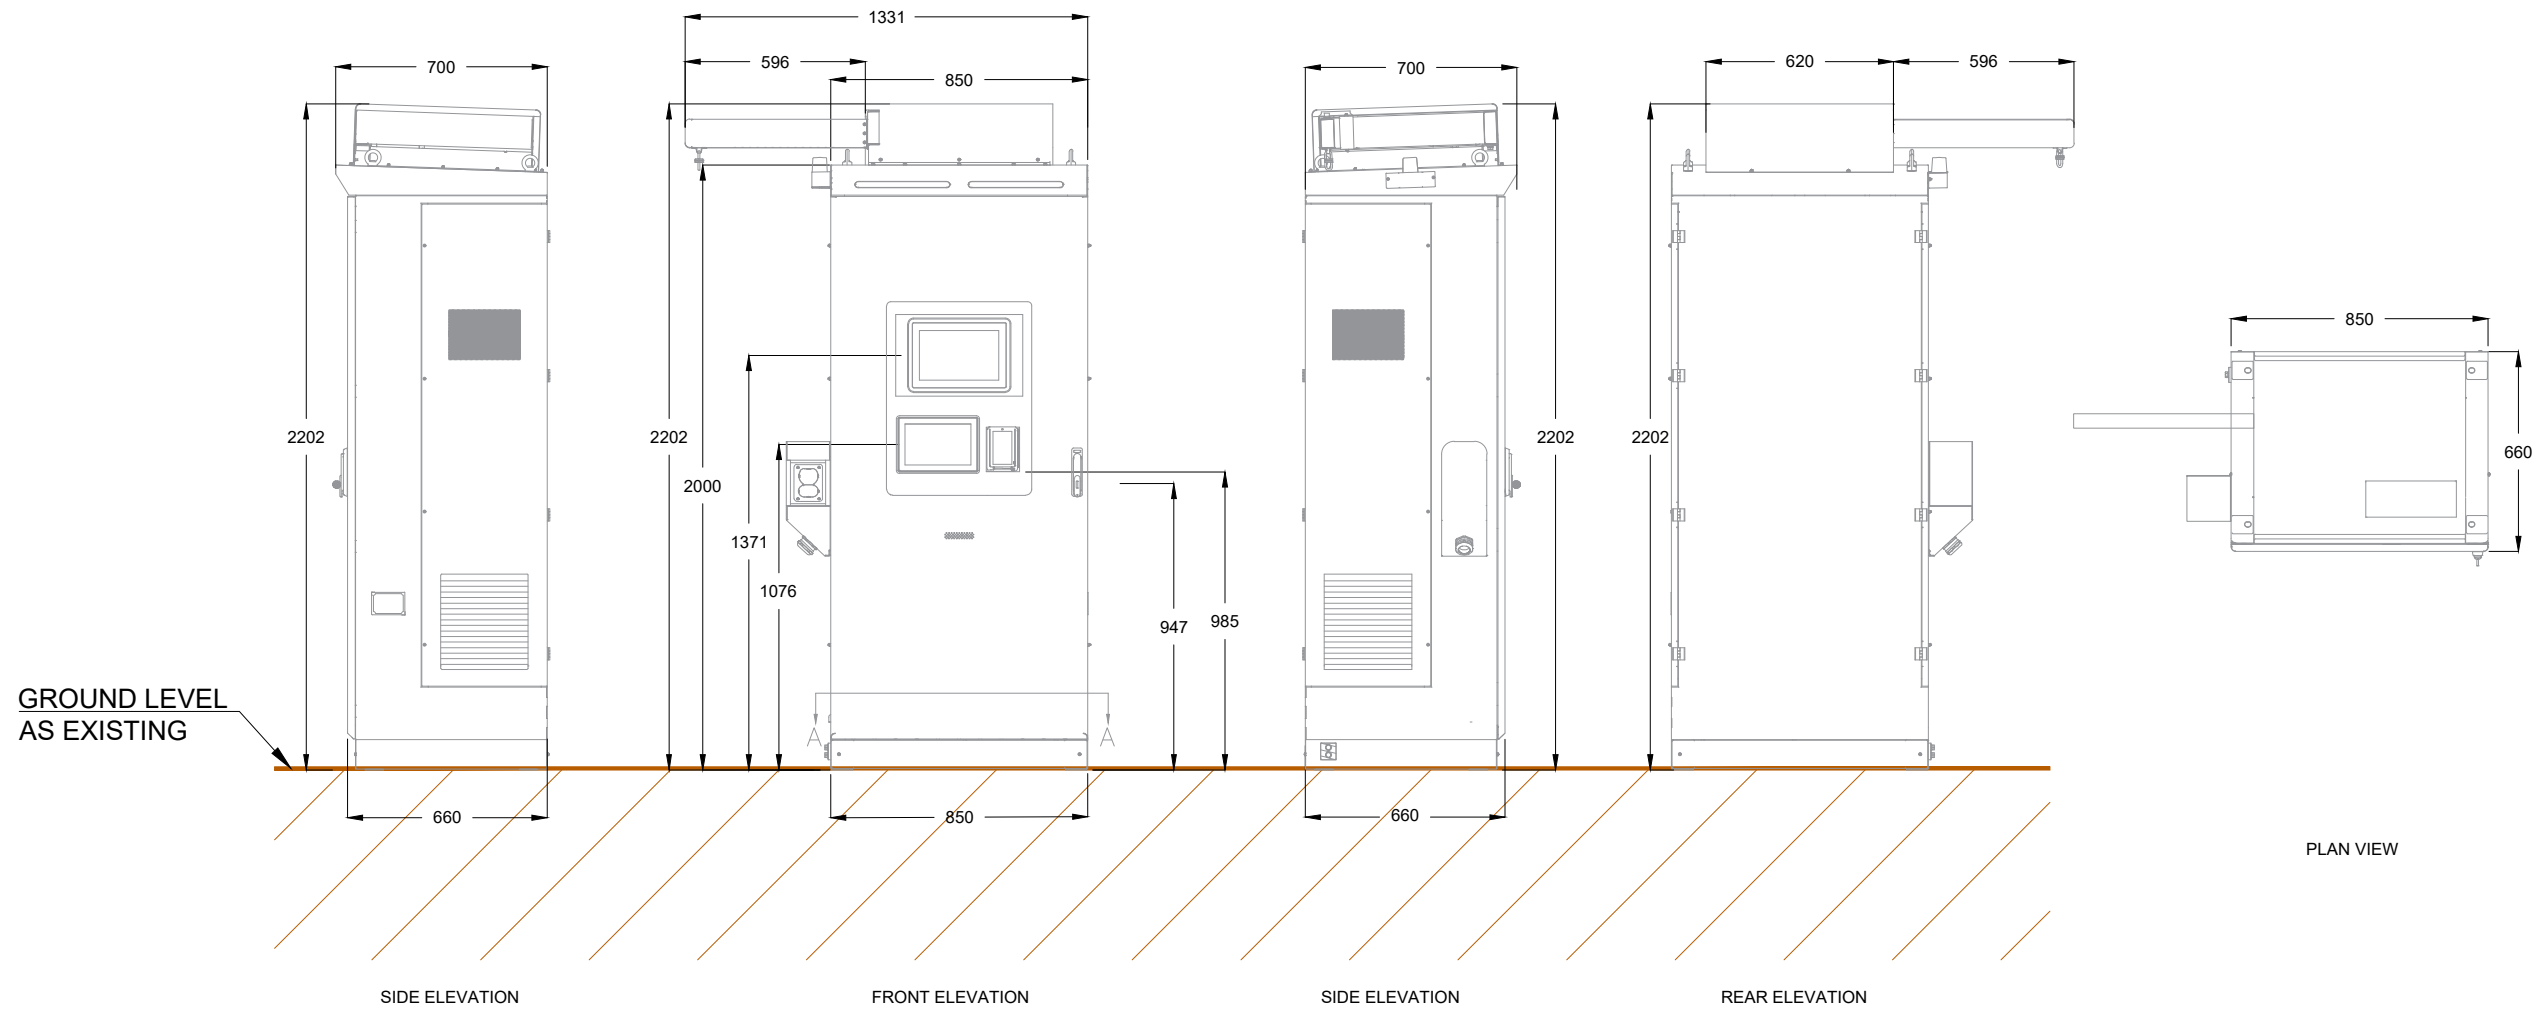 1331
700
596
850
700
620
596
2202
2202
2000
1371
1076
947
985
2202
2202
850
660
GROUND LEVEL
AS EXISTING
A
A
660
850
660
PLAN VIEW
SIDE ELEVATION
FRONT ELEVATION
SIDE ELEVATION
REAR ELEVATION